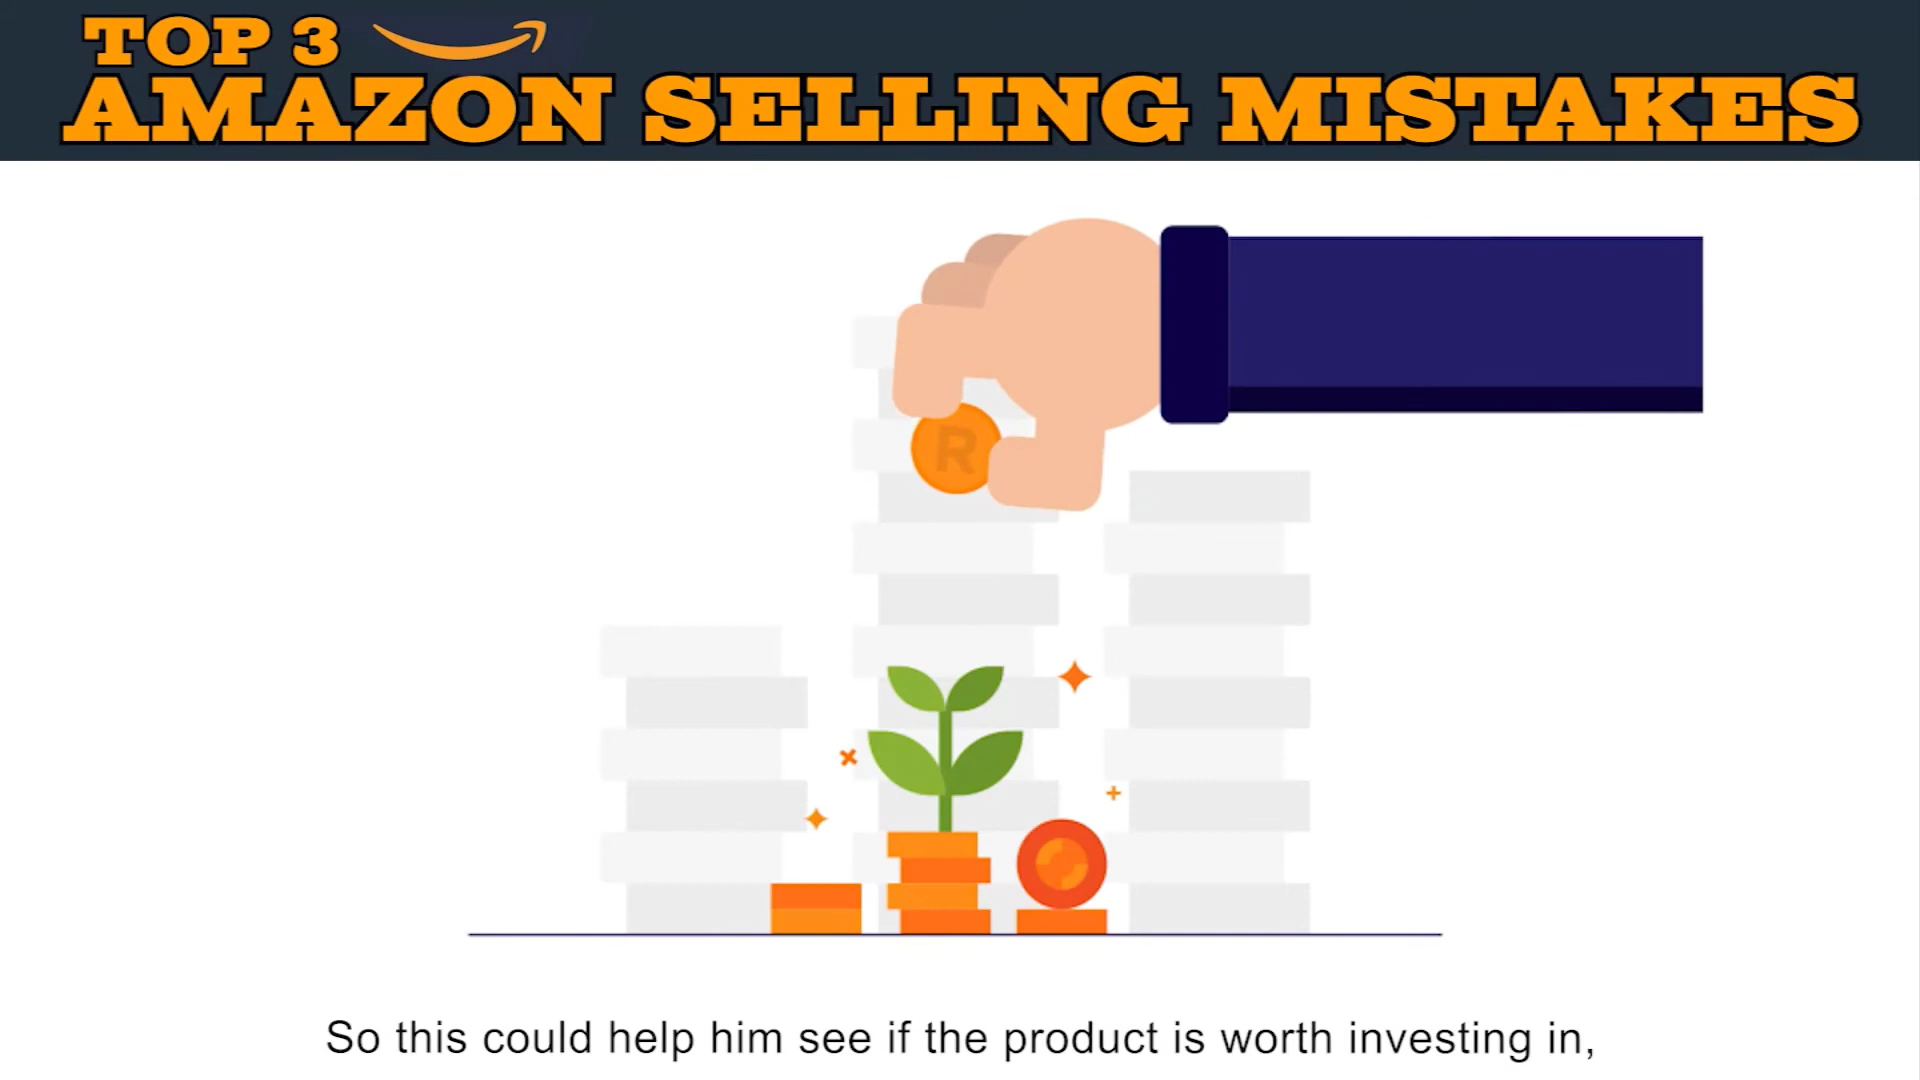 TOP 3
AMAZON SELLING MISTAKES
R
So this could help him see if the product is worth investing in,